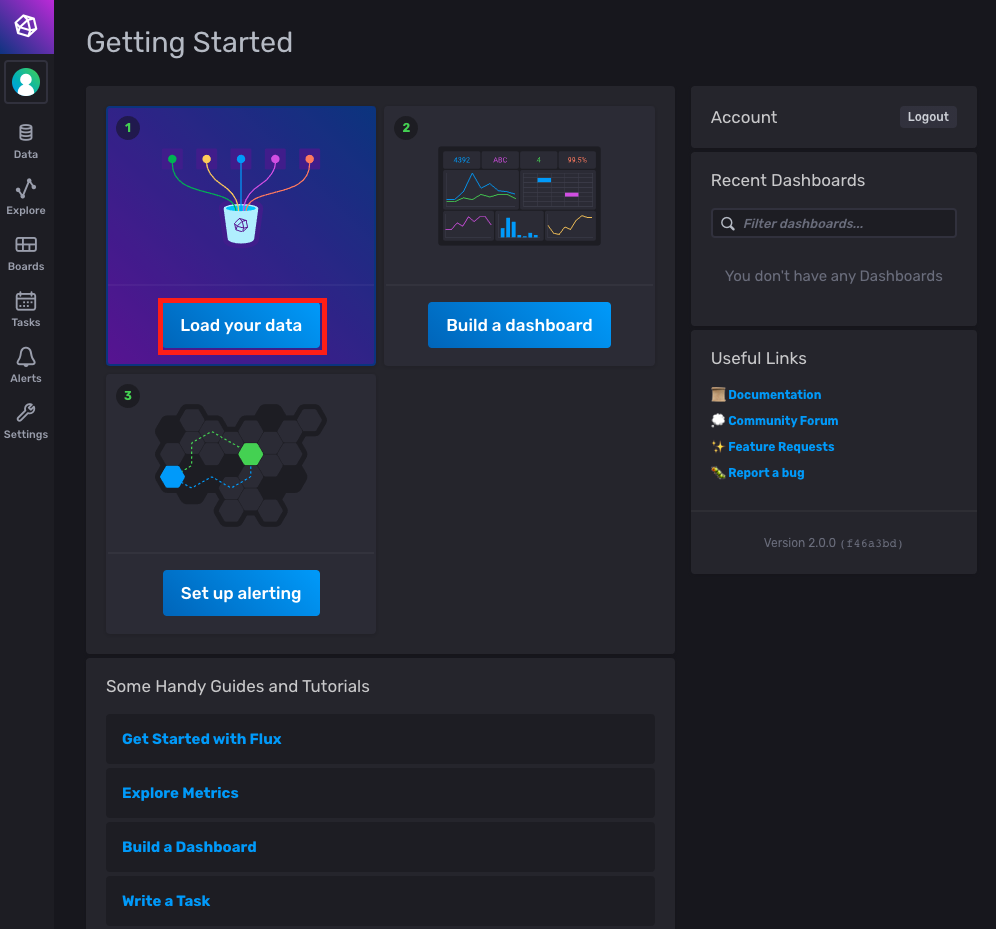 Getting Started
Data
Explore
Boards
Tasks
Alerts
Settings
1
Load your data
2
4392 ABC 4 99.5%
Build a dashboard
3
Set up alerting
Some Handy Guides and Tutorials
Get Started with Flux
Explore Metrics
Build a Dashboard
Write a Task
Account
Logout
Recent Dashboards
Filter dashboards...
You don't have any Dashboards
Useful Links
Documentation
Community Forum
Feature Requests
Report a bug
Version 2.0.0 (f46a3bd)